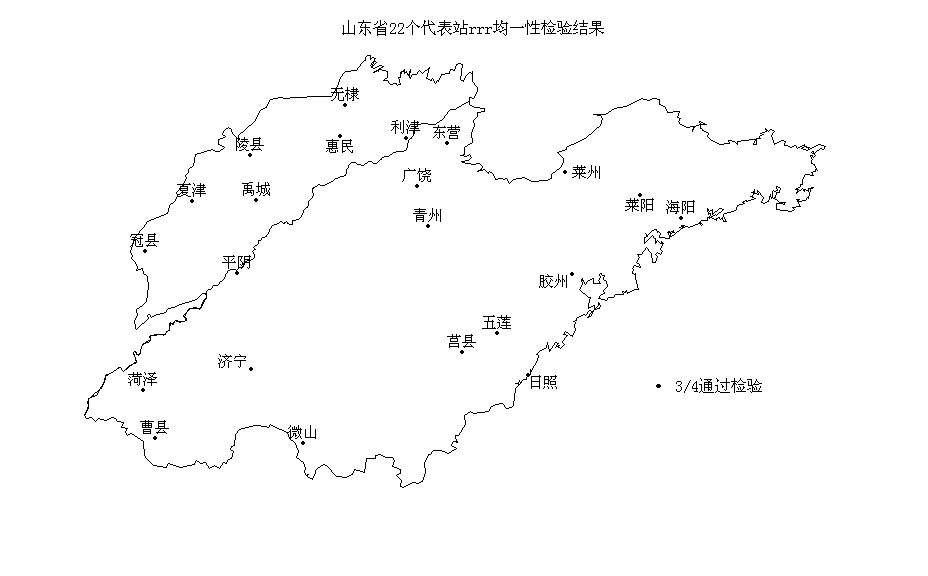 山东省22个代表站rrr均一性检验结果
无棣
利津
东营
惠民
陵县
莱州
广饶
夏津
禹城
莱阳
海阳
青州
冠县
平阴
胶州
五莲
莒县
济宁
菏泽
日照
3/4通过检验
曹县
微山